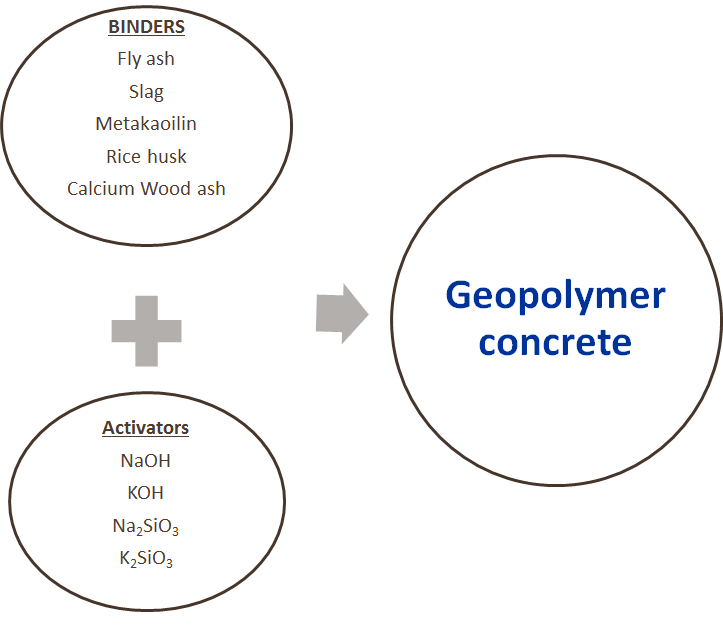 BINDERS
Fly ash
Slag
Metakaoilin
Rice husk
Calcium Wood ash
Geopolymer
concrete
Activators
NaOH
KOH
Na₂SiO₃
K₂SiO₃